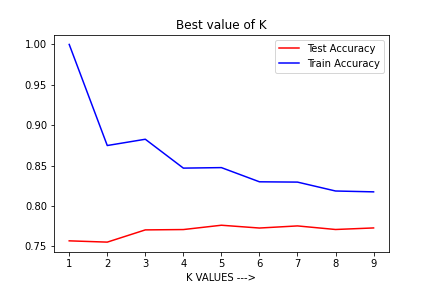 Best value of K
Test Accuracy
Train Accuracy
1.00
0.95
0.90
0.85
0.80
0.75
1 2 3 4 5 6 7 8 9
K VALUES --->